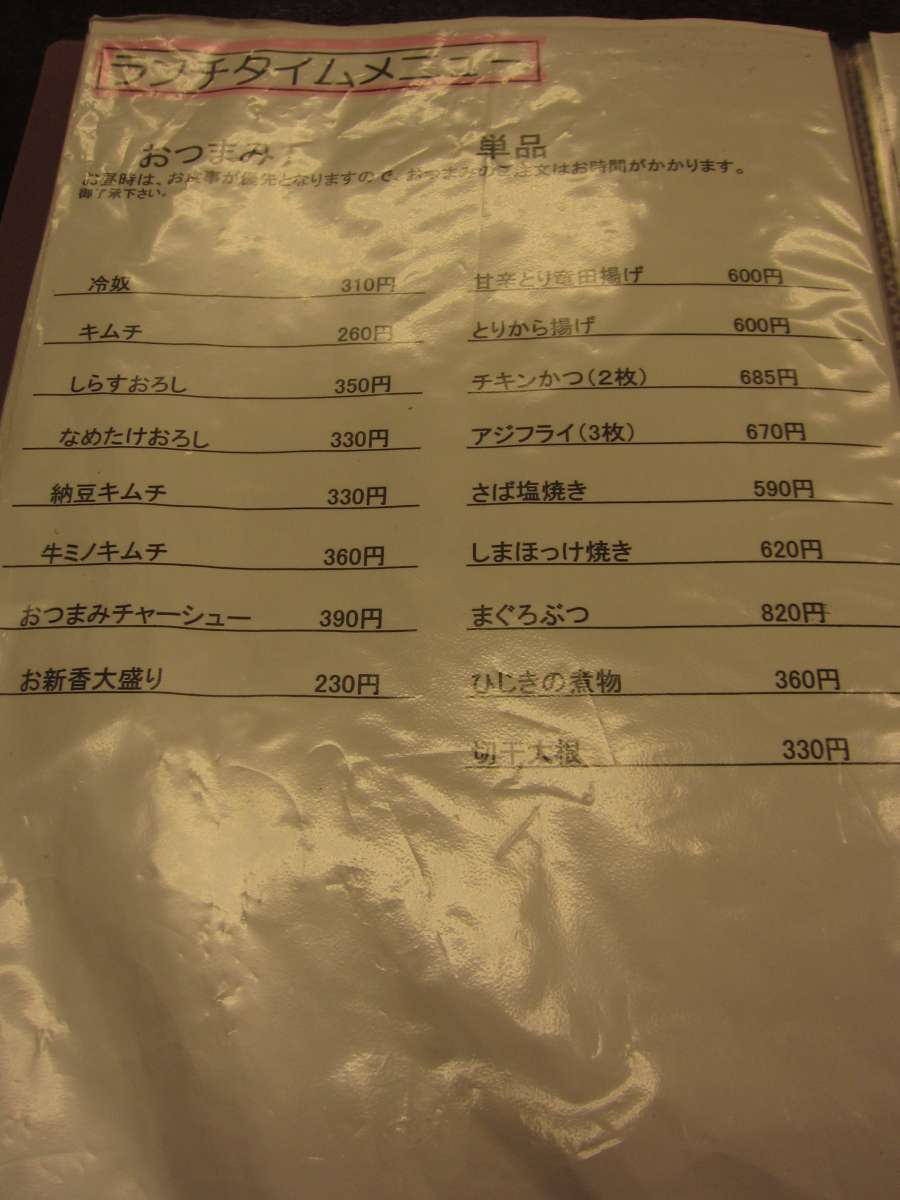 ランチタイムメニュー
おつまみ
単品
お昼時は、お食事が優先となりますので、おつまみのご注文はお時間がかかります。
御了承下さい。
冷奴 310円
キムチ 260円
しらすおろし 350円
なめたけおろし 330円
納豆キムチ 330円
牛ミノキムチ 360円
おつまみチャーシュー 390円
お新香大盛り 230円
甘辛とり竜田揚げ 600円
とりから揚げ 600円
チキンかつ(2枚) 685円
アジフライ(3枚) 670円
さば塩焼き 590円
しまほっけ焼き 620円
まぐろぶつ 820円
ひじきの煮物 360円
切干大根 330円